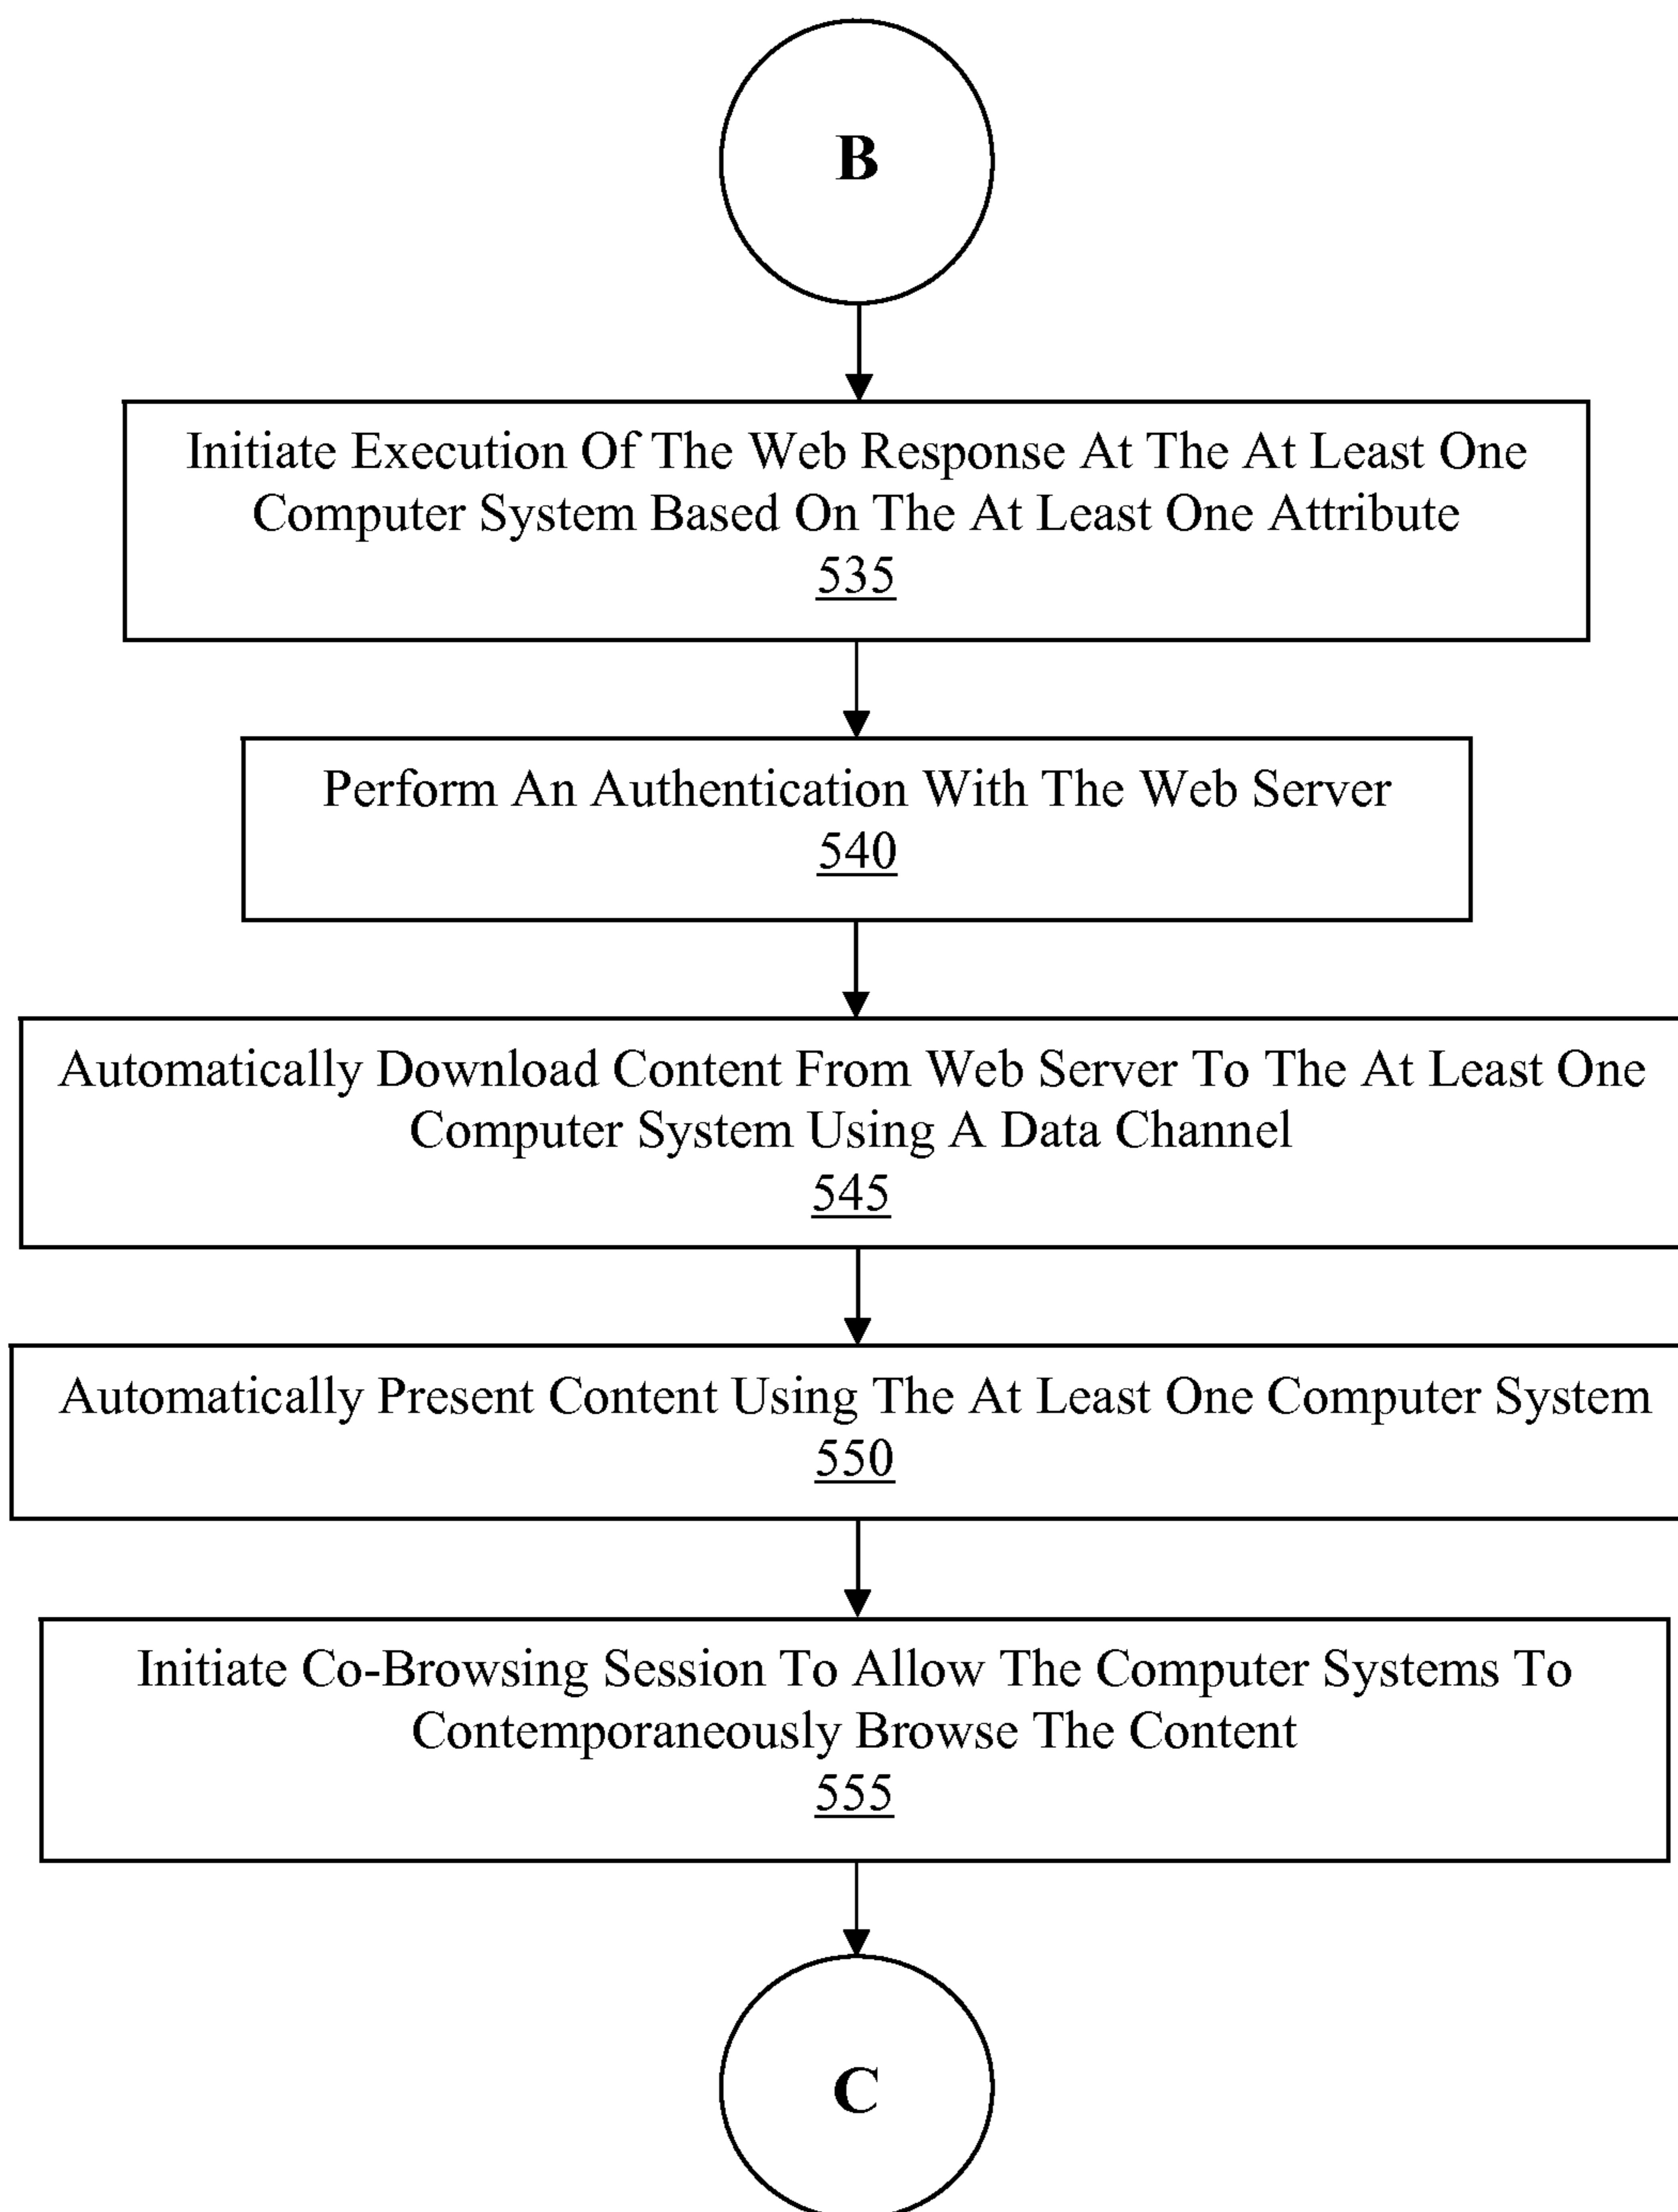 B
Initiate Execution Of The Web Response At The At Least One
Computer System Based On The At Least One Attribute
535
Perform An Authentication With The Web Server
540
Automatically Download Content From Web Server To The At Least One
Computer System Using A Data Channel
545
Automatically Present Content Using The At Least One Computer System
550
Initiate Co-Browsing Session To Allow The Computer Systems To
Contemporaneously Browse The Content
555
C